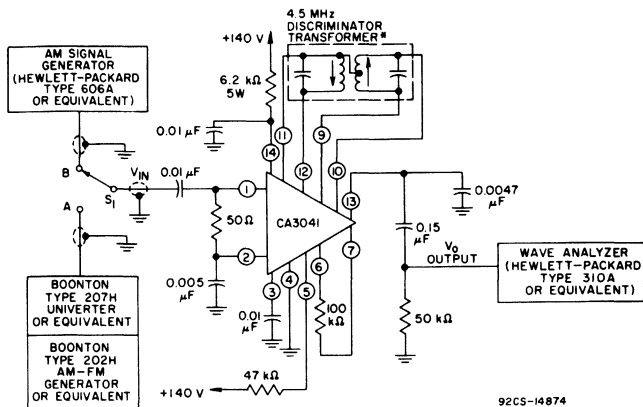 4.5 MHz
DISCRIMINATOR
TRANSFORMER*
+140 V
AM SIGNAL
GENERATOR
(HEWLETT-PACKARD
TYPE 606A
OR EQUIVALENT)
6.2 kΩ
5W
0.01 μF
11
9
14
12
10
B
VIN
0.01 μF
S1
A
1
50Ω
2
CA3041
13
7
0.0047
μF
0.15
μF
VO
OUTPUT
WAVE ANALYZER
(HEWLETT-PACKARD
TYPE 310A
OR EQUIVALENT)
0.005
μF
3
4
5
6
0.01
μF
100
kΩ
50 kΩ
BOONTON
TYPE 207H
UNIVERTER
OR EQUIVALENT
BOONTON
TYPE 202H
AM-FM
GENERATOR
OR EQUIVALENT
47 kΩ
+140 V
92CS-14874